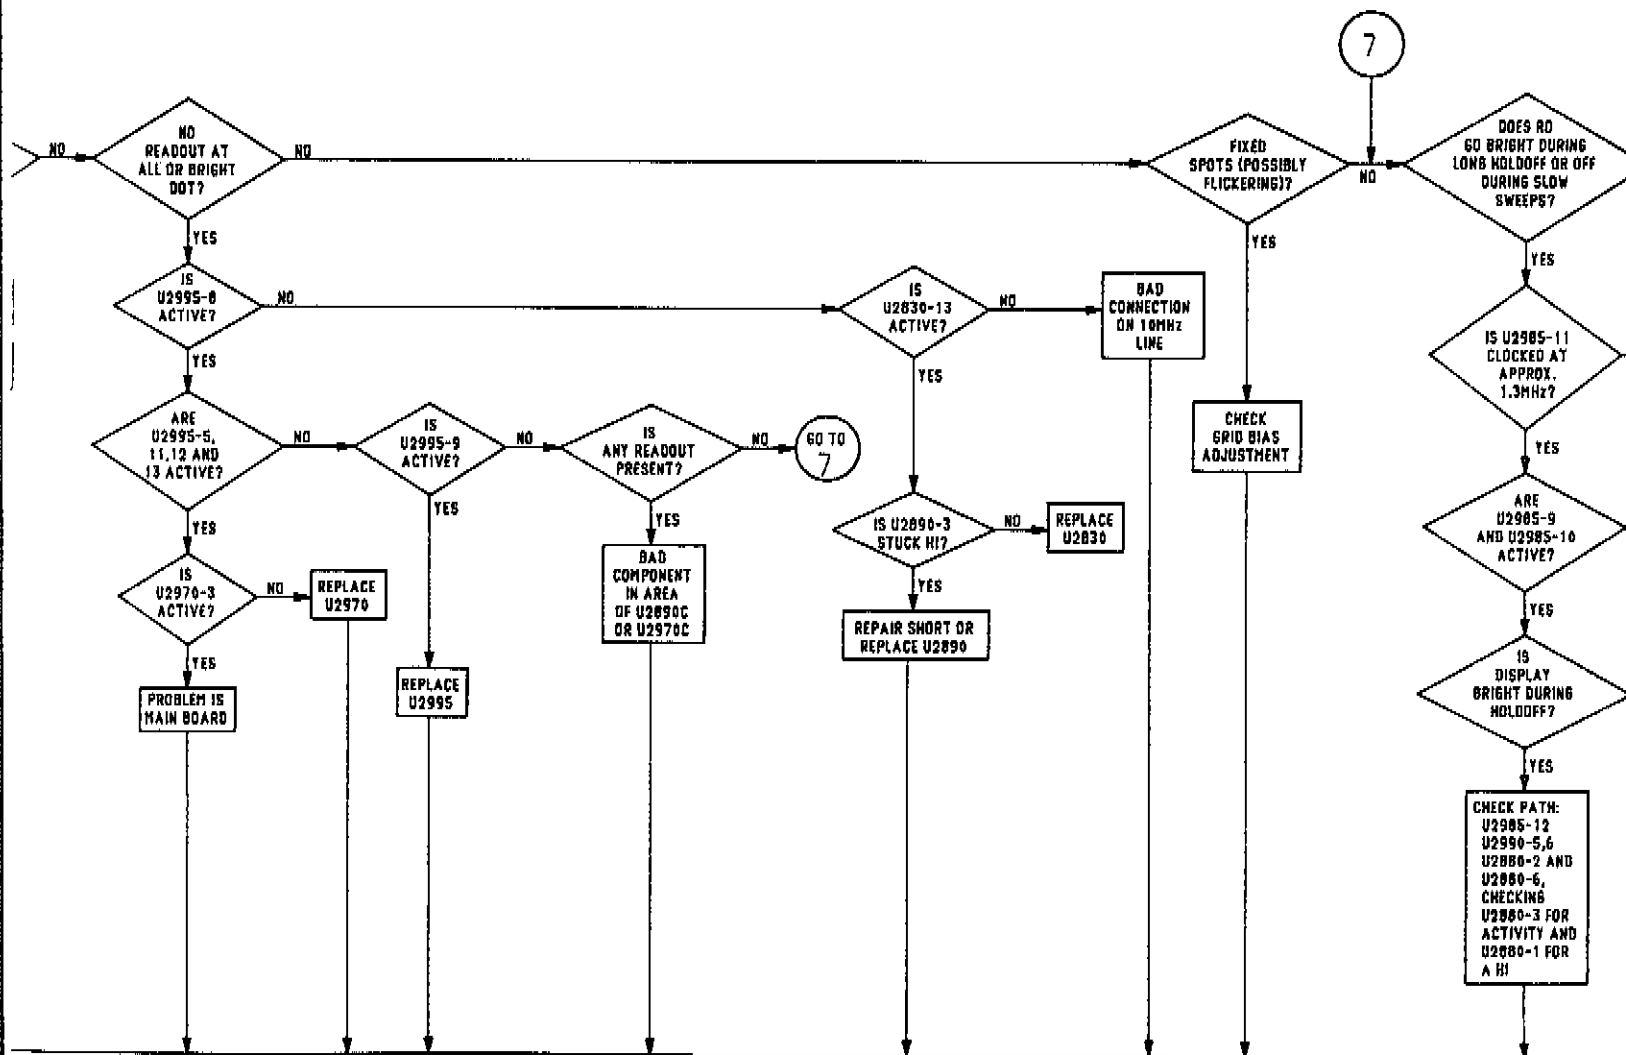 7
NO
NO
READOUT AT
ALL OR BRIGHT
DOT?
NO
YES
FIXED
SPOTS (POSSIBLY
FLICKERING)?
NO
YES
DOES RO
GO BRIGHT DURING
LONG HOLDOFF OR OFF
DURING SLOW
SWEEPS?
YES
IS
U2995-8
ACTIVE?
NO
YES
IS
U2830-13
ACTIVE?
NO
YES
BAD
CONNECTION
ON 10MHz
LINE
IS U2985-11
CLOCKED AT
APPROX.
1.3MHz?
YES
ARE
U2995-5,
11,12 AND
13 ACTIVE?
NO
YES
IS
U2995-9
ACTIVE?
NO
YES
IS
ANY READOUT
PRESENT?
NO
YES
GO TO
7
CHECK
GRID BIAS
ADJUSTMENT
IS U2890-3
STUCK HI?
NO
YES
REPLACE
U2830
ARE
U2985-9
AND U2985-10
ACTIVE?
YES
IS
U2970-3
ACTIVE?
NO
YES
REPLACE
U2970
BAD
COMPONENT
IN AREA
OF U2890C
OR U2970C
REPAIR SHORT OR
REPLACE U2890
PROBLEM IS
MAIN BOARD
REPLACE
U2995
IS
DISPLAY
BRIGHT DURING
HOLDOFF?
YES
CHECK PATH:
U2985-12
U2990-5,6
U2880-2 AND
U2880-6,
CHECKING
U2880-3 FOR
ACTIVITY AND
U2880-1 FOR
A HI